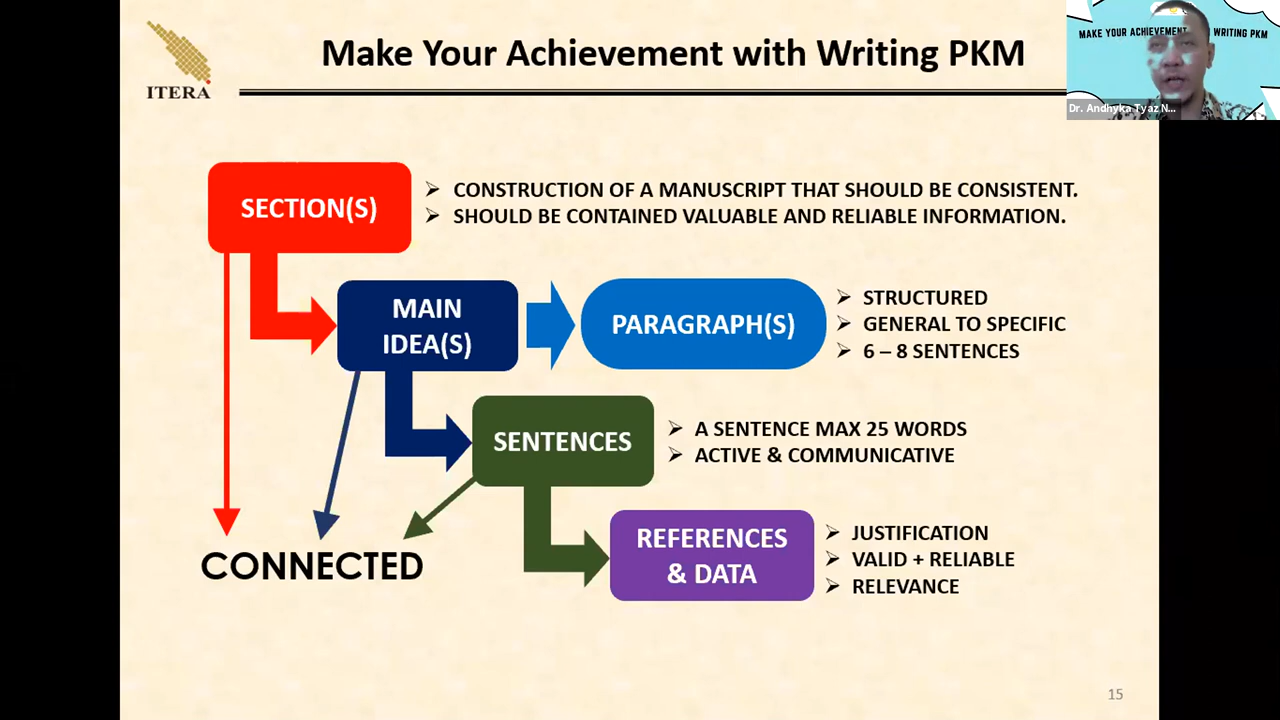 ITERA
Make Your Achievement with Writing PKM
MAKE YOUR ACHIEVEMENT WRITING PKM
Dr. Andhyka Tyaz N...
SECTION(S)
➢ CONSTRUCTION OF A MANUSCRIPT THAT SHOULD BE CONSISTENT.
➢ SHOULD BE CONTAINED VALUABLE AND RELIABLE INFORMATION.
MAIN
IDEA(S)
PARAGRAPH(S)
➢ STRUCTURED
➢ GENERAL TO SPECIFIC
➢ 6 – 8 SENTENCES
SENTENCES
➢ A SENTENCE MAX 25 WORDS
➢ ACTIVE & COMMUNICATIVE
REFERENCES
& DATA
➢ JUSTIFICATION
➢ VALID + RELIABLE
➢ RELEVANCE
CONNECTED
15